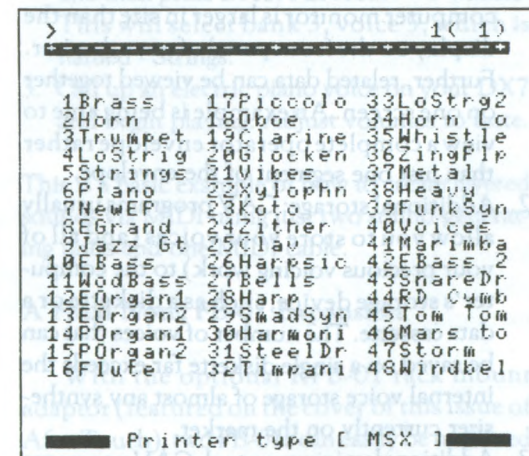 > 1( 1)
1Brass 17Piccolo 33LoStrg2
2Horn 18Oboe 34Horn 2
3Trumpet 19Clarine 35Whistle
4LoStrig 20Glocken 36ZingPlp
5Strings 21Vibes 37Metal
6Piano 22Xylophn 38Heavy
7NewEP 23Koto 39FunkSyn
8EGrand 24Zither 40Voices
9Jazz Gt 25Clav 41Marimba
10EBass 26Harpsic 42EBass 2
11WodBass 27Bells 43SnareDr
12EOrgan1 28Harp 44RD Cymb
13EOrgan2 29SmadSyn 45Tom Tom
14POrgan1 30Harmoni 46Mars to
15POrgan2 31SteelDr 47Storm
16Flute 32Timpani 48Windbel
Printer type[ MSX ]